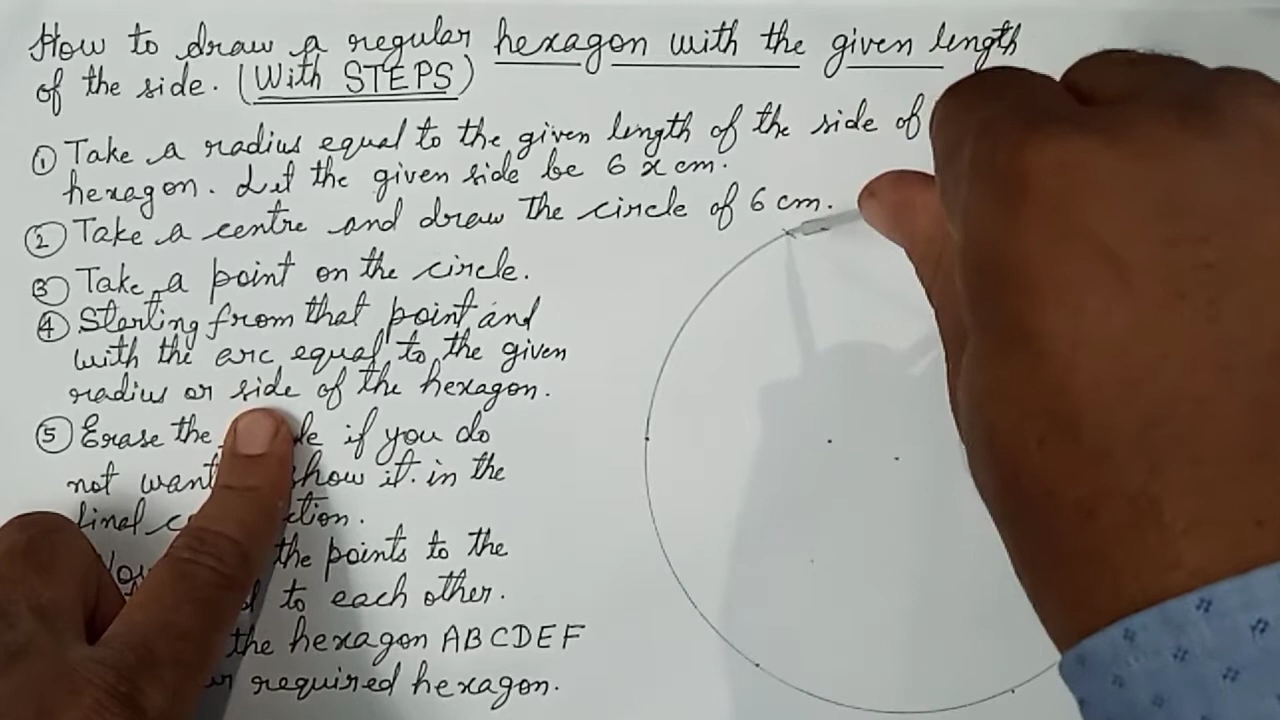 How to draw a regular hexagon with the given length
of the side. (With STEPS)
① Take a radius equal to the given length of the side of
hexagon. Let the given side be 6 x cm.
② Take a centre and draw the circle of 6 cm.
③ Take a point on the circle.
④ Starting from that point and
with the arc equal to the given
radius or side of the hexagon.
⑤ Erase the if you do
not want show it in the
final
the points to the
to each other.
the hexagon ABCDEF
required hexagon.